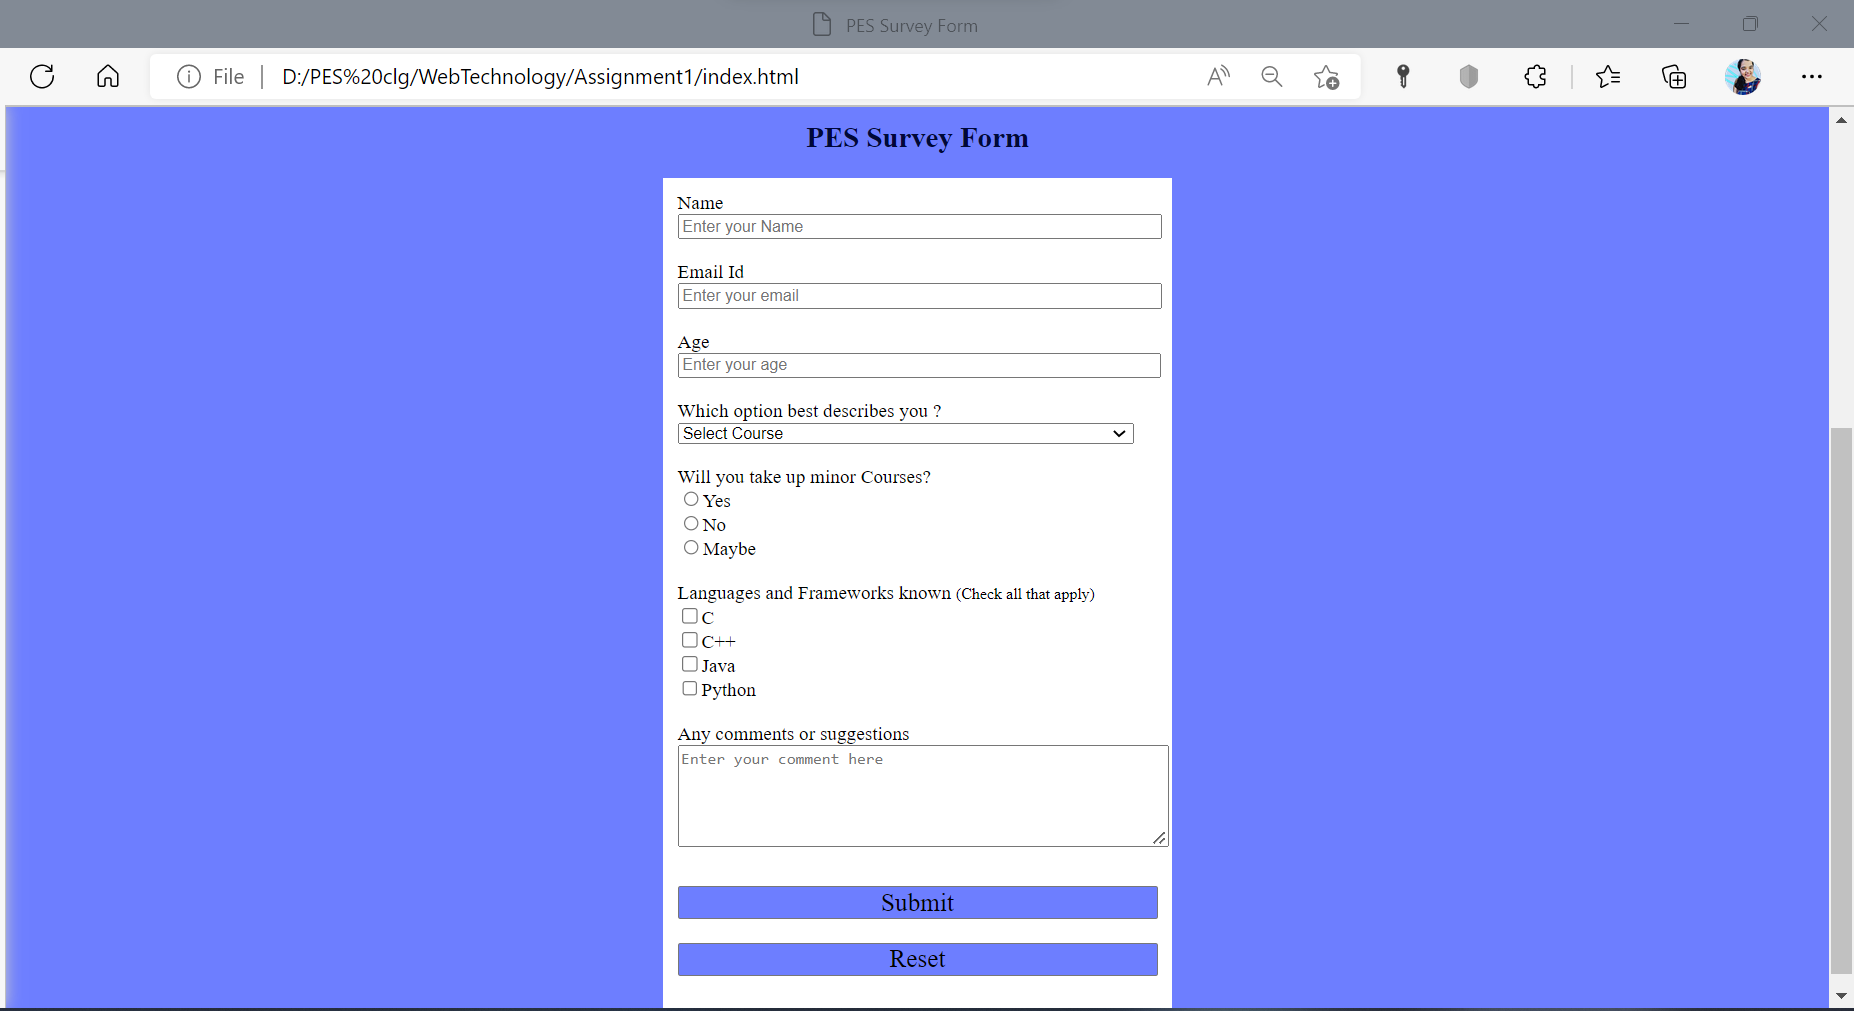 PES Survey Form
File D:/PES%20clg/WebTechnology/Assignment1/index.html
PES Survey Form
Name
Enter your Name
Email Id
Enter your email
Age
Enter your age
Which option best describes you ?
Select Course
Will you take up minor Courses?
Yes
No
Maybe
Languages and Frameworks known (Check all that apply)
C
C++
Java
Python
Any comments or suggestions
Enter your comment here
Submit
Reset